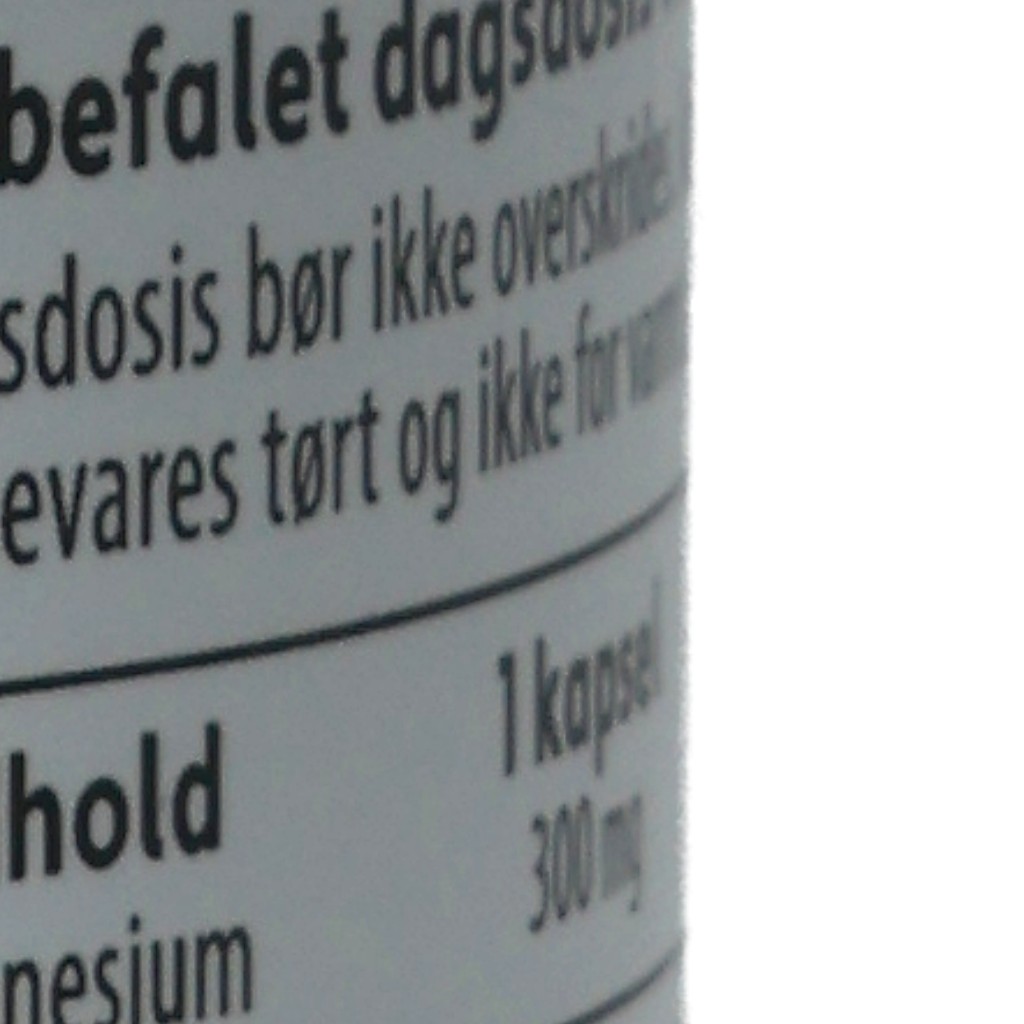 befalet dagsdosis
sdosis bør ikke overskrides
evares tørt og ikke for varmt
hold 1 kapsel
nesium 300 mg